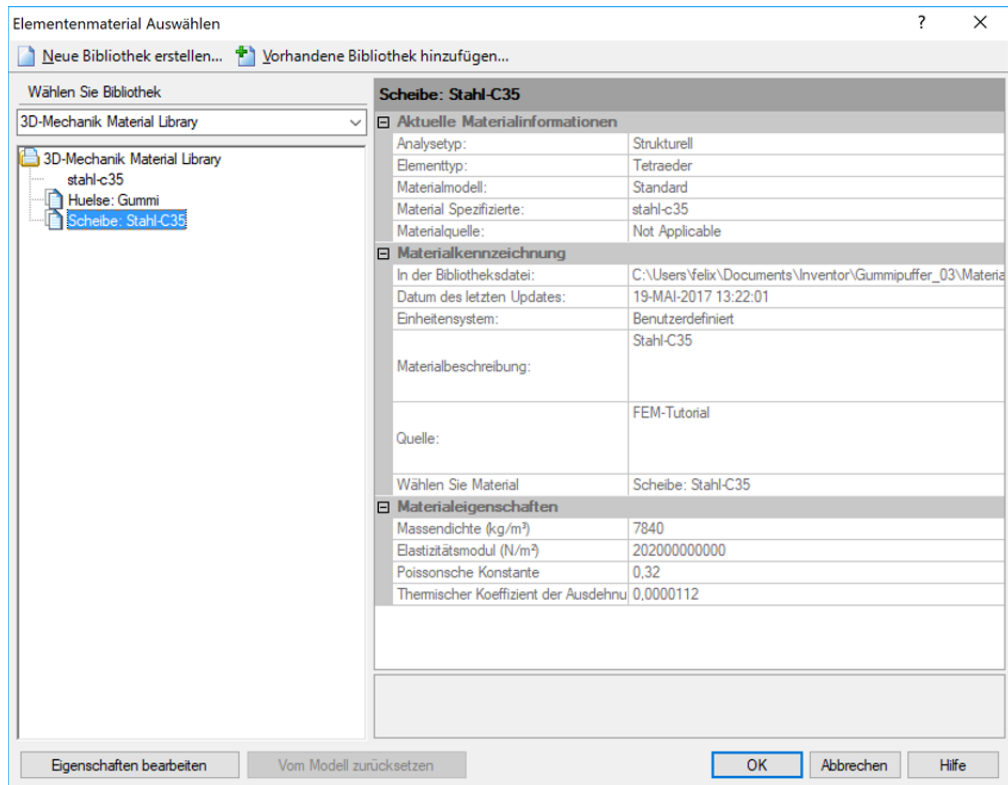 Elementenmaterial Auswählen
?
Neue Bibliothek erstellen... Vorhandene Bibliothek hinzufügen...
Wählen Sie Bibliothek
3D-Mechanik Material Library
3D-Mechanik Material Library
stahl-c35
Huelse: Gummi
Scheibe: Stahl-C35
Scheibe: Stahl-C35
Aktuelle Materialinformationen
Analysetyp: Strukturell
Elementtyp: Tetraeder
Materialmodell: Standard
Material Spezifizierte: stahl-c35
Materialquelle: Not Applicable
Materialkennzeichnung
In der Bibliotheksdatei: C:\Users\felix\Documents\Inventor\Gummipuffer_03\Materia
Datum des letzten Updates: 19-MAI-2017 13:22:01
Einheitensystem: Benutzerdefiniert
Materialbeschreibung: Stahl-C35
Quelle: FEM-Tutorial
Wählen Sie Material Scheibe: Stahl-C35
Materialeigenschaften
Massendichte (kg/m³) 7840
Elastizitätsmodul (N/m²) 202000000000
Poissonsche Konstante 0,32
Thermischer Koeffizient der Ausdehnu 0,0000112
Eigenschaften bearbeiten Vom Modell zurücksetzen OK Abbrechen Hilfe